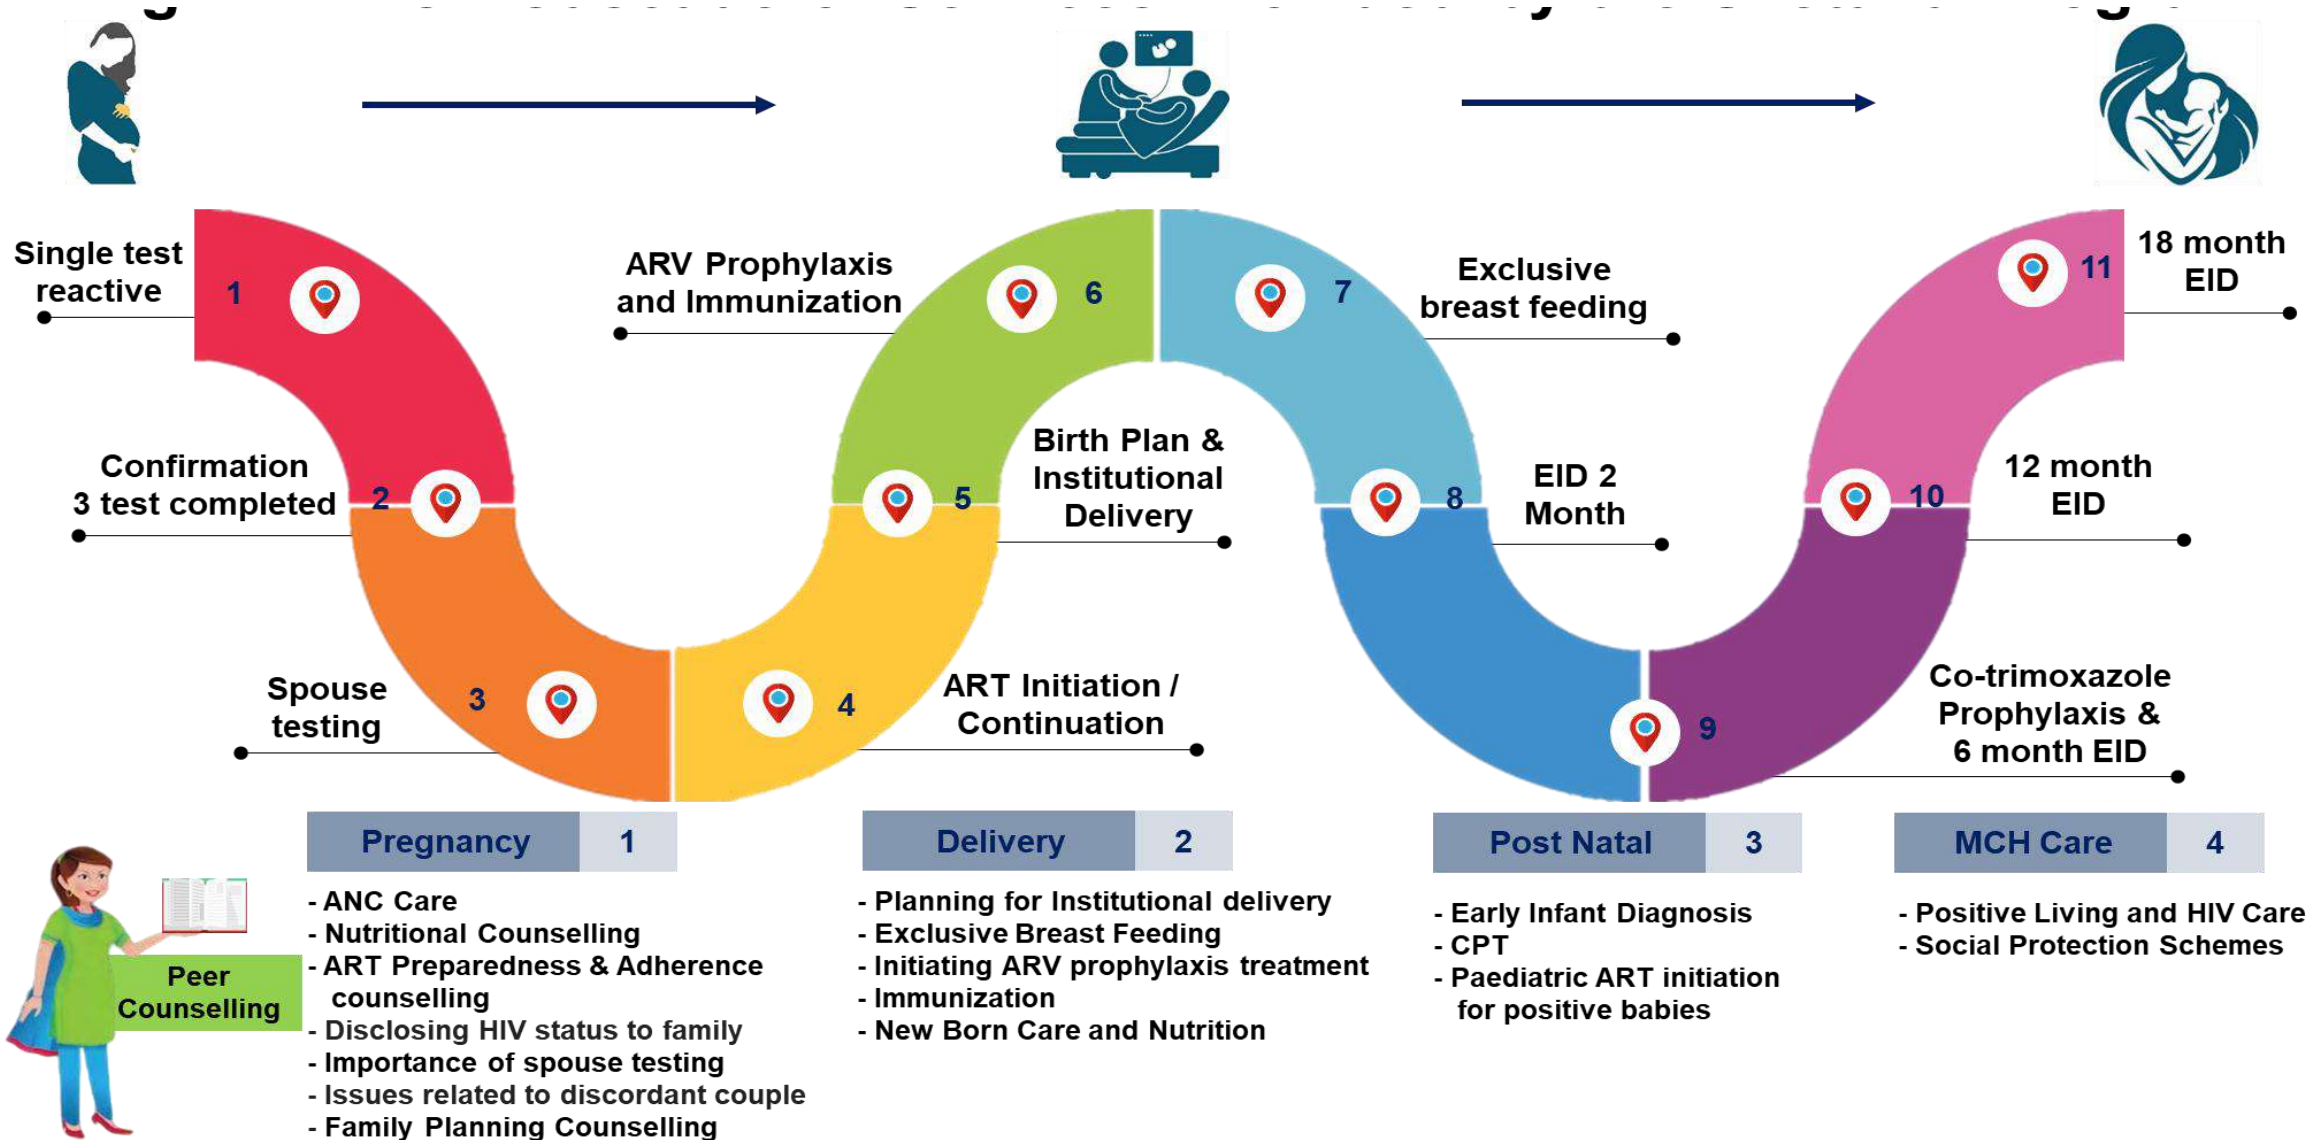 Single test
reactive
1
Confirmation
3 test completed
2
Spouse
testing
3
ART Initiation /
Continuation
4
Birth Plan &
Institutional
Delivery
5
ARV Prophylaxis
and Immunization
6
Exclusive
breast feeding
7
EID 2
Month
8
Co-trimoxazole
Prophylaxis &
6 month EID
9
12 month
EID
10
18 month
EID
11
Peer
Counselling
Pregnancy 1
- ANC Care
- Nutritional Counselling
- ART Preparedness & Adherence
counselling
- Disclosing HIV status to family
- Importance of spouse testing
- Issues related to discordant couple
- Family Planning Counselling
Delivery 2
- Planning for Institutional delivery
- Exclusive Breast Feeding
- Initiating ARV prophylaxis treatment
- Immunization
- New Born Care and Nutrition
Post Natal 3
- Early Infant Diagnosis
- CPT
- Paediatric ART initiation
for positive babies
MCH Care 4
- Positive Living and HIV Care
- Social Protection Schemes